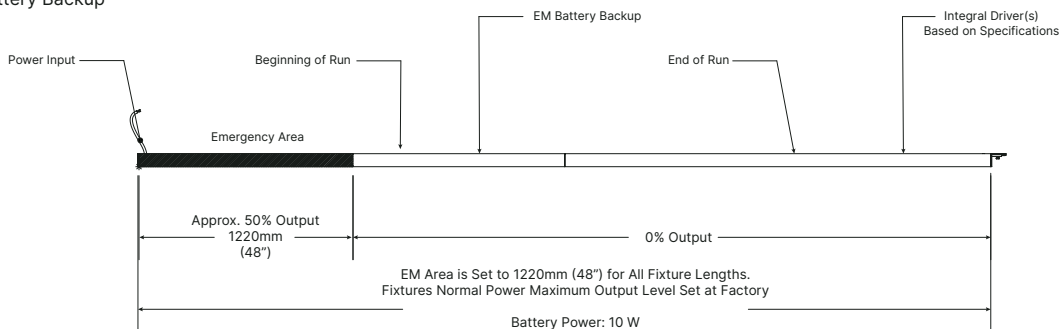 ttery Backup
EM Battery Backup
Integral Driver(s)
Based on Specifications
Power Input
Beginning of Run
End of Run
Emergency Area
Approx. 50% Output
1220mm
(48”)
0% Output
EM Area is Set to 1220mm (48”) for All Fixture Lengths.
Fixtures Normal Power Maximum Output Level Set at Factory
Battery Power: 10 W